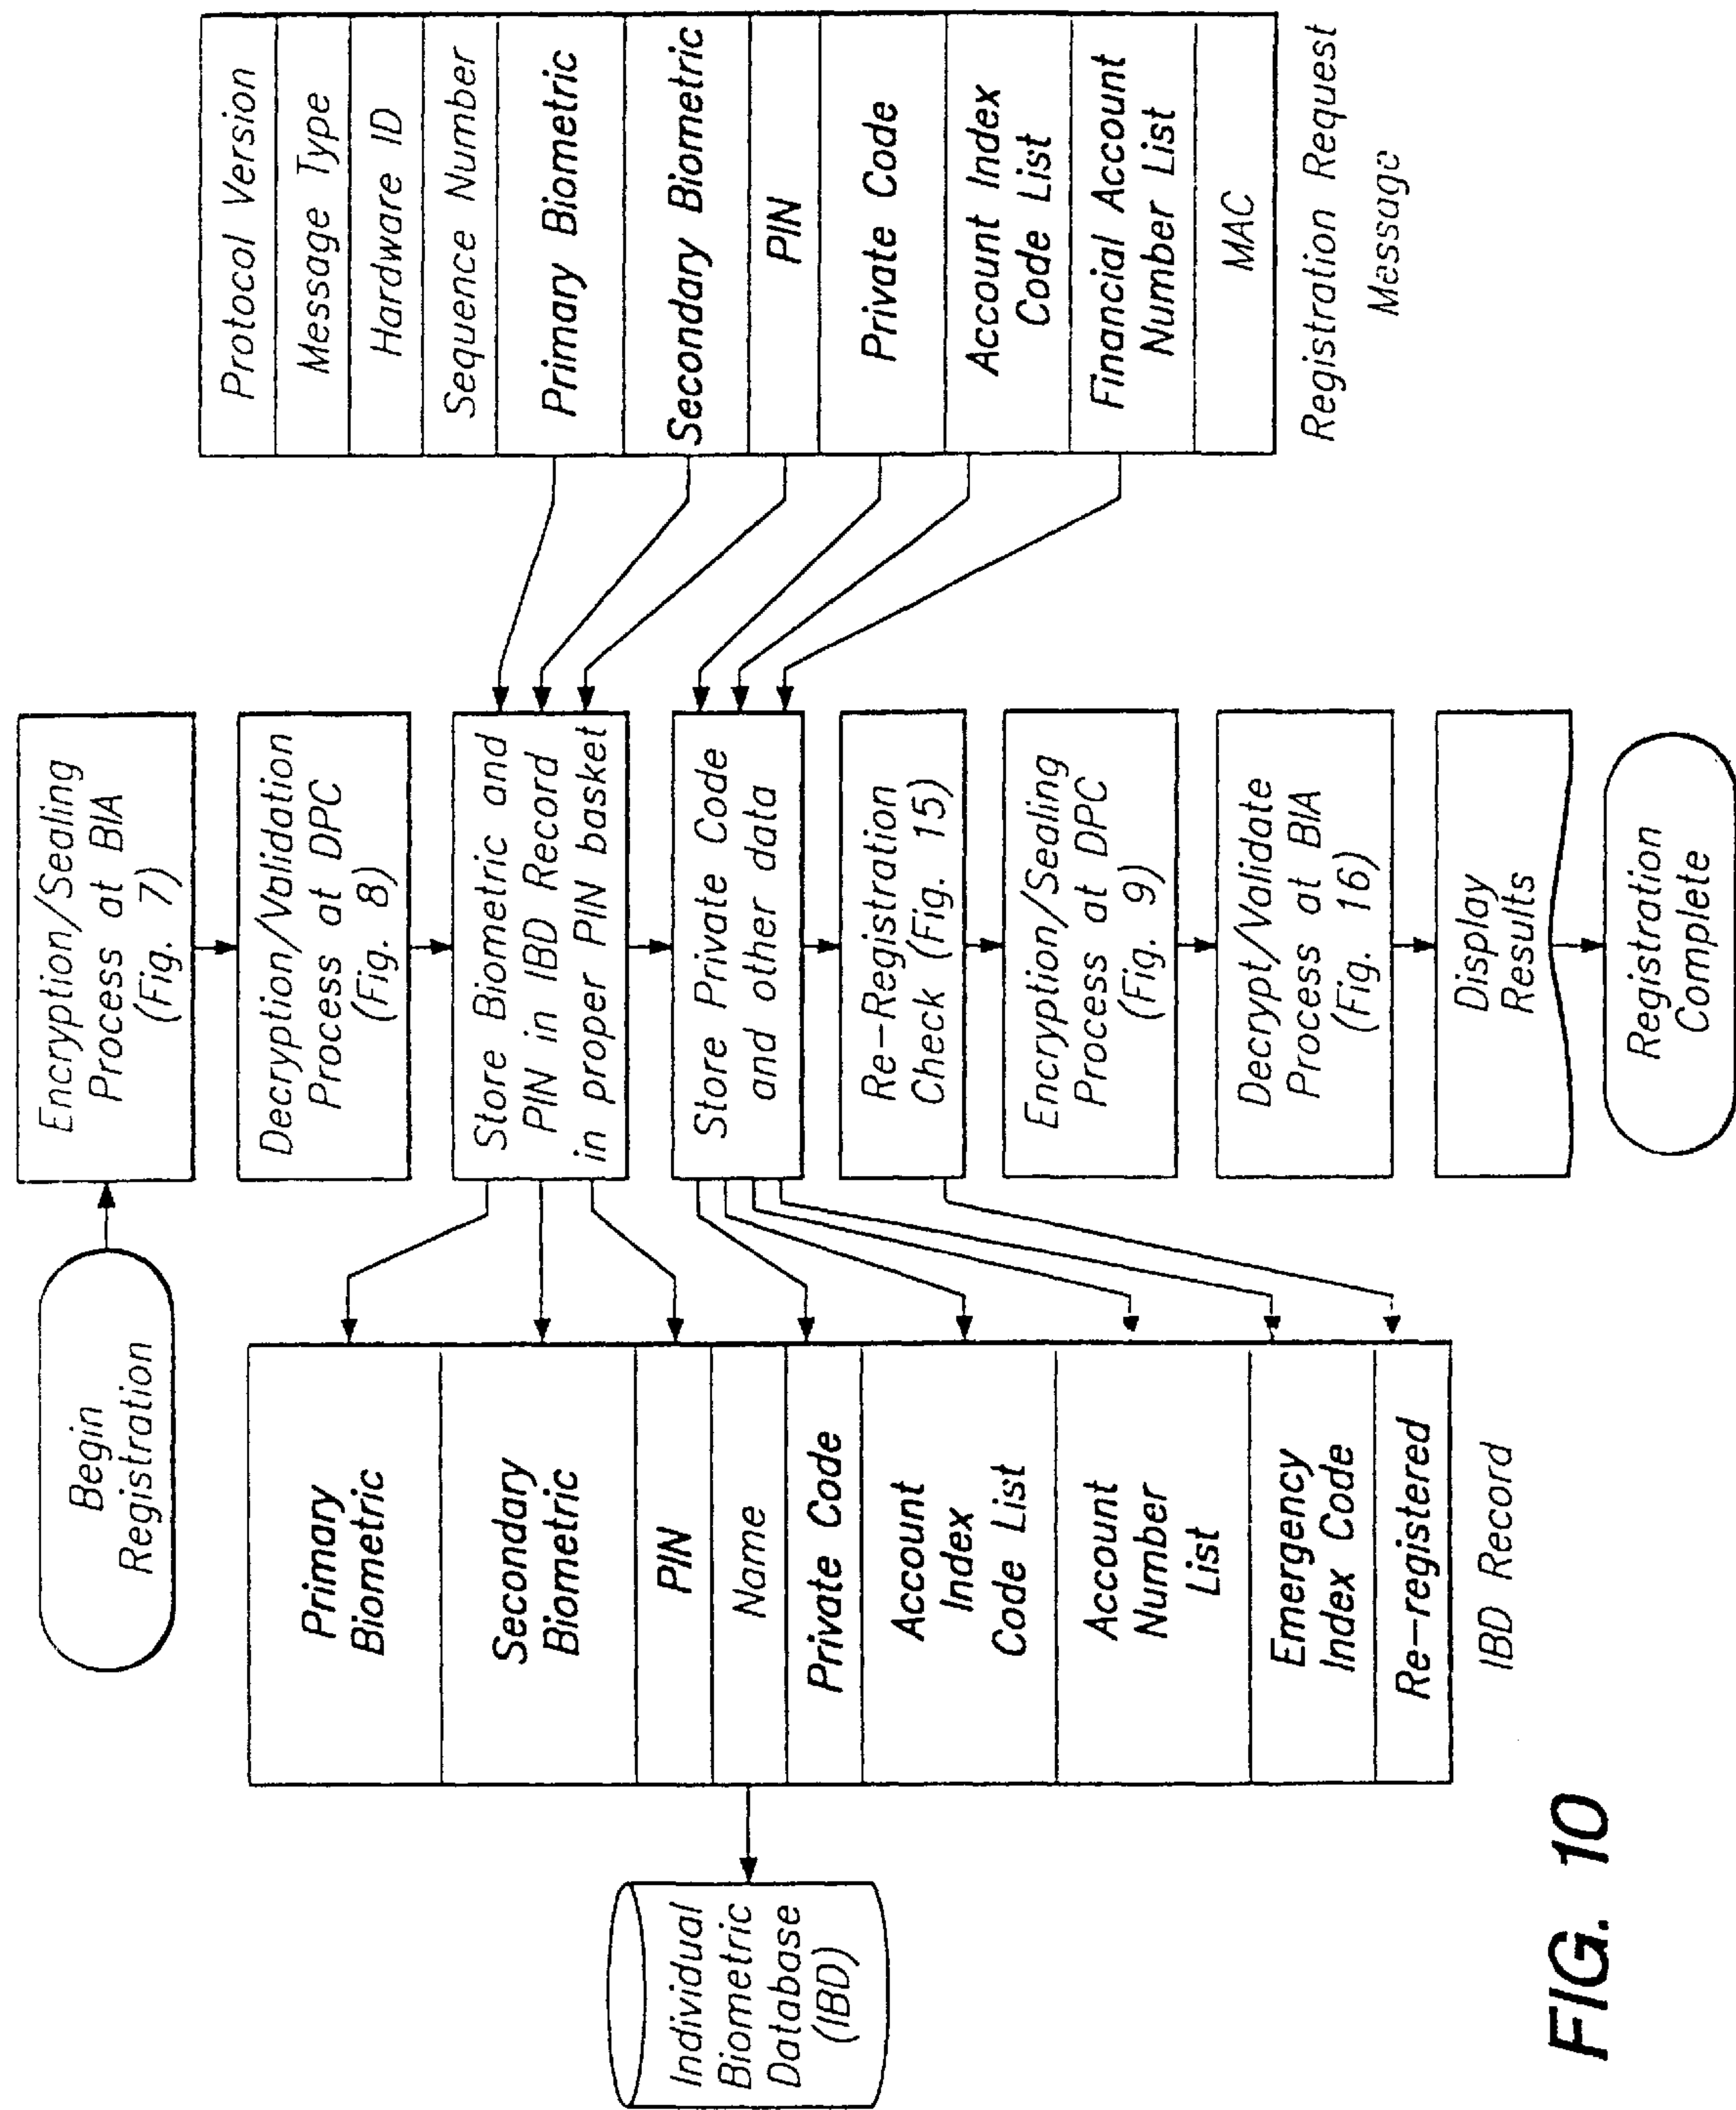 Begin
Registration
Encryption/Sealing
Process at BIA
(Fig. 7)
Decryption/Validation
Process at DPC
(Fig. 8)
Store Biometric and
PIN in IBD Record
in proper PIN basket
Store Private Code
and other data
Re-Registration
Check (Fig. 15)
Encryption/Sealing
Process at DPC
(Fig. 9)
Decrypt/Validate
Process at BIA
(Fig. 16)
Display
Results
Registration
Complete
Protocol Version
Message Type
Hardware ID
Sequence Number
Primary Biometric
Secondary Biometric
PIN
Private Code
Account Index
Code List
Financial Account
Number List
MAC
Registration Request
Message
Primary
Biometric
Secondary
Biometric
PIN
Name
Private Code
Account
Index
Code List
Account
Number
List
Emergency
Index Code
Re-registered
IBD Record
Individual
Biometric
Database
(IBD)
FIG. 10